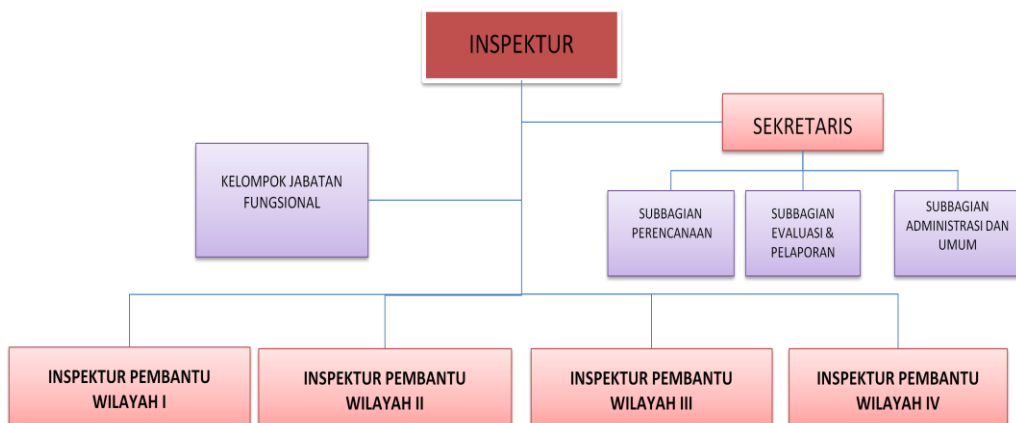 INSPEKTUR
SEKRETARIS
KELOMPOK JABATAN
FUNGSIONAL
SUBBAGIAN
PERENCANAAN
SUBBAGIAN
EVALUASI &
PELAPORAN
SUBBAGIAN
ADMINISTRASI DAN
UMUM
INSPEKTUR PEMBANTU
WILAYAH I
INSPEKTUR PEMBANTU
WILAYAH II
INSPEKTUR PEMBANTU
WILAYAH III
INSPEKTUR PEMBANTU
WILAYAH IV